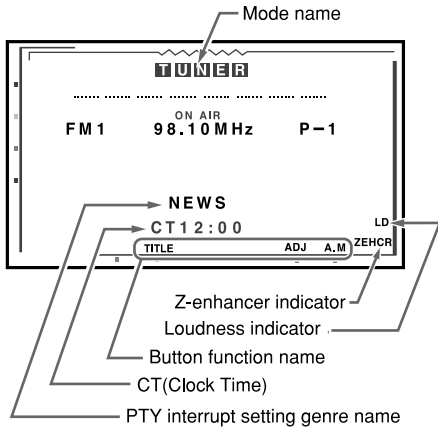 Mode name
TUNER
ON AIR
FM1 98.10MHz P-1
NEWS
CT12:00
LD
TITLE ADJ A.M ZEHCR
Z-enhancer indicator
Loudness indicator
Button function name
CT(Clock Time)
PTY interrupt setting genre name